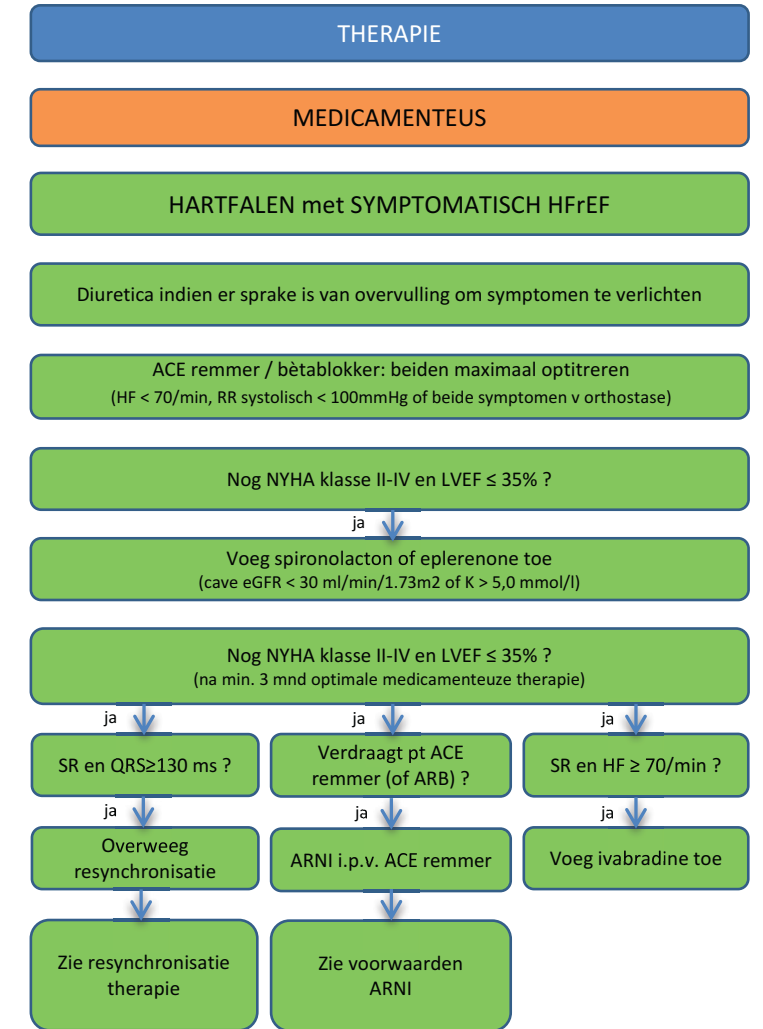 THERAPIE
MEDICAMENTEUS
HARTFALEN met SYMPTOMATISCH HFrEF
Diuretica indien er sprake is van overvulling om symptomen te verlichten
ACE remmer / bètablokker: beiden maximaal optitreren
(HF < 70/min, RR systolisch < 100mmHg of beide symptomen v orthostase)
Nog NYHA klasse II-IV en LVEF ≤ 35% ?
ja
Voeg spironolacton of eplerenone toe
(cave eGFR < 30 ml/min/1.73m2 of K > 5,0 mmol/l)
Nog NYHA klasse II-IV en LVEF ≤ 35% ?
(na min. 3 mnd optimale medicamenteuze therapie)
ja
ja
ja
SR en QRS≥130 ms ?
Verdraagt pt ACE
remmer (of ARB) ?
SR en HF ≥ 70/min ?
ja
ja
ja
Overweeg
resynchronisatie
ARNI i.p.v. ACE remmer
Voeg ivabradine toe
Zie resynchronisatie
therapie
Zie voorwaarden
ARNI